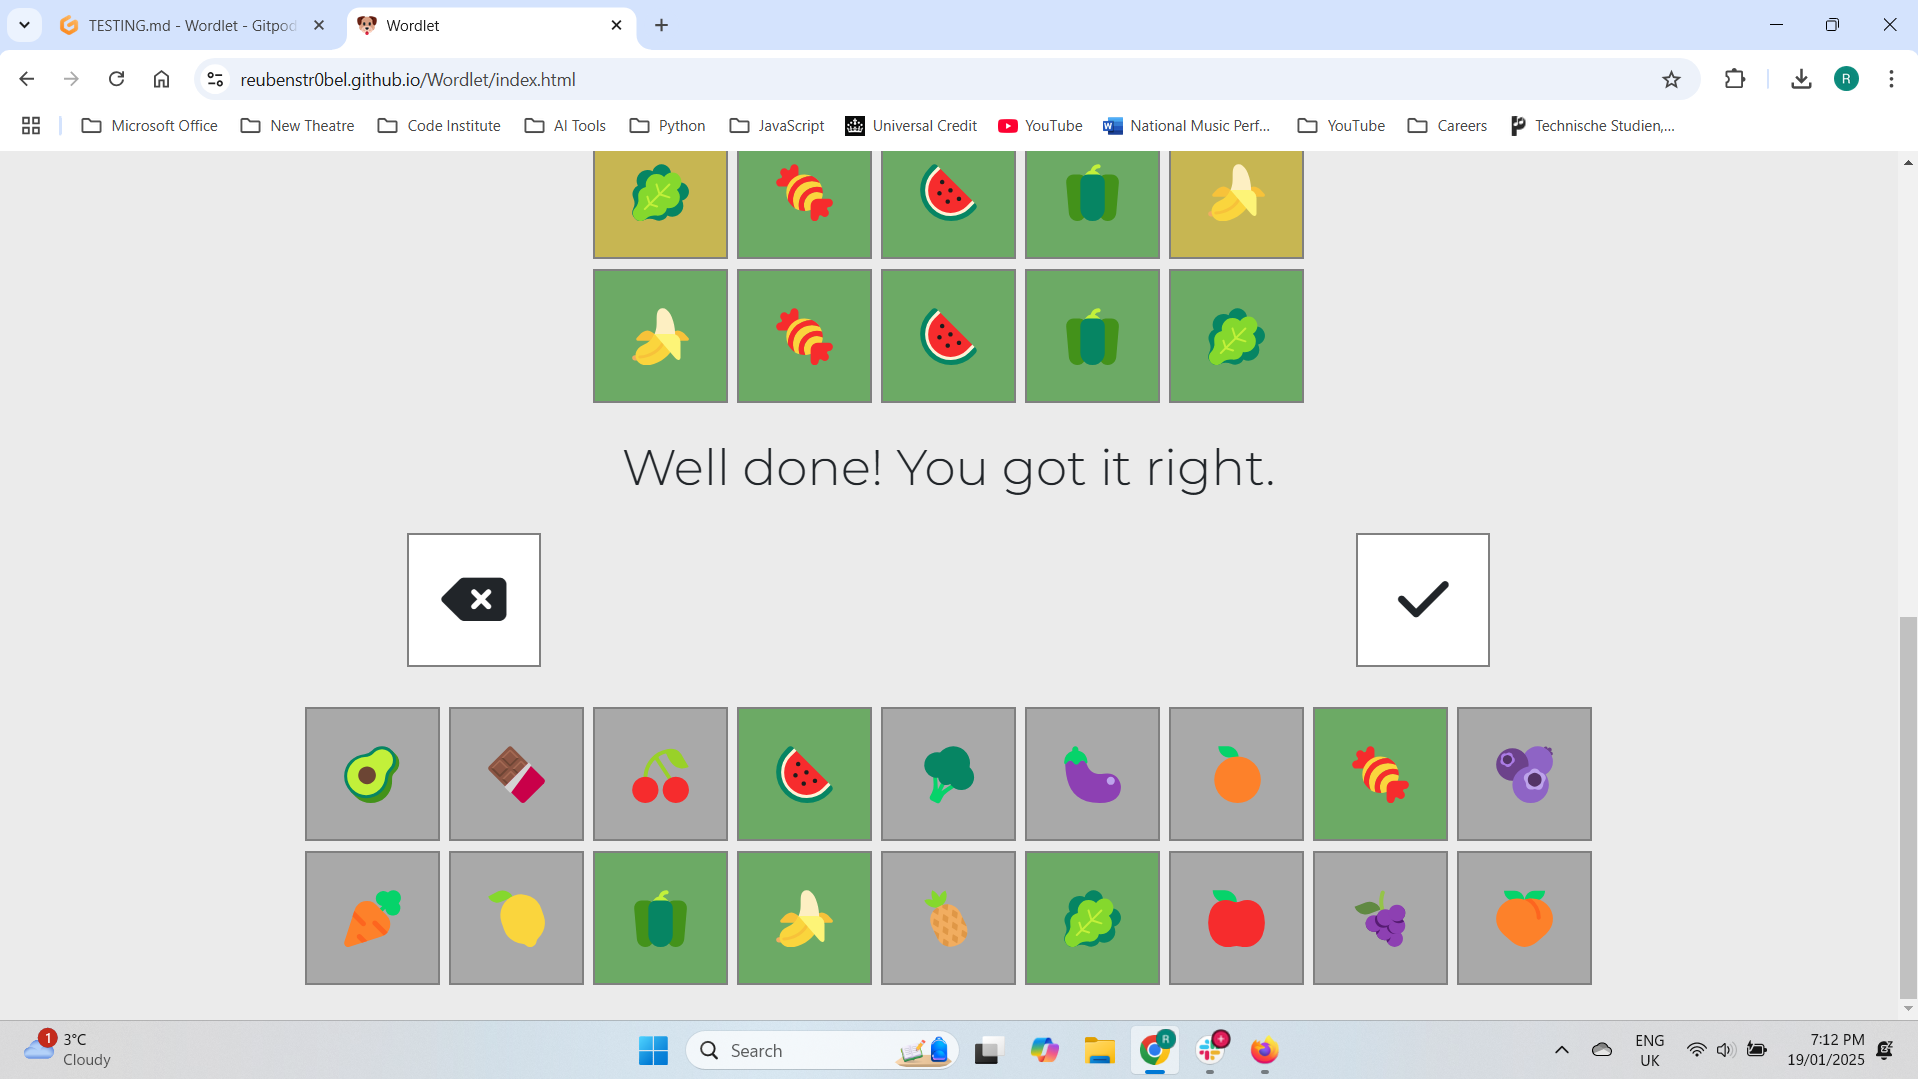 TESTING.md - Wordlet - Gitpod
Wordlet
reubenstr0bel.github.io/Wordlet/index.html
R
Microsoft Office
New Theatre
Code Institute
AI Tools
Python
JavaScript
Universal Credit
YouTube
National Music Perf...
YouTube
Careers
Technische Studien,...
Well done! You got it right.
1
3°C
Cloudy
Search
R
ENG
UK
7:12 PM
19/01/2025